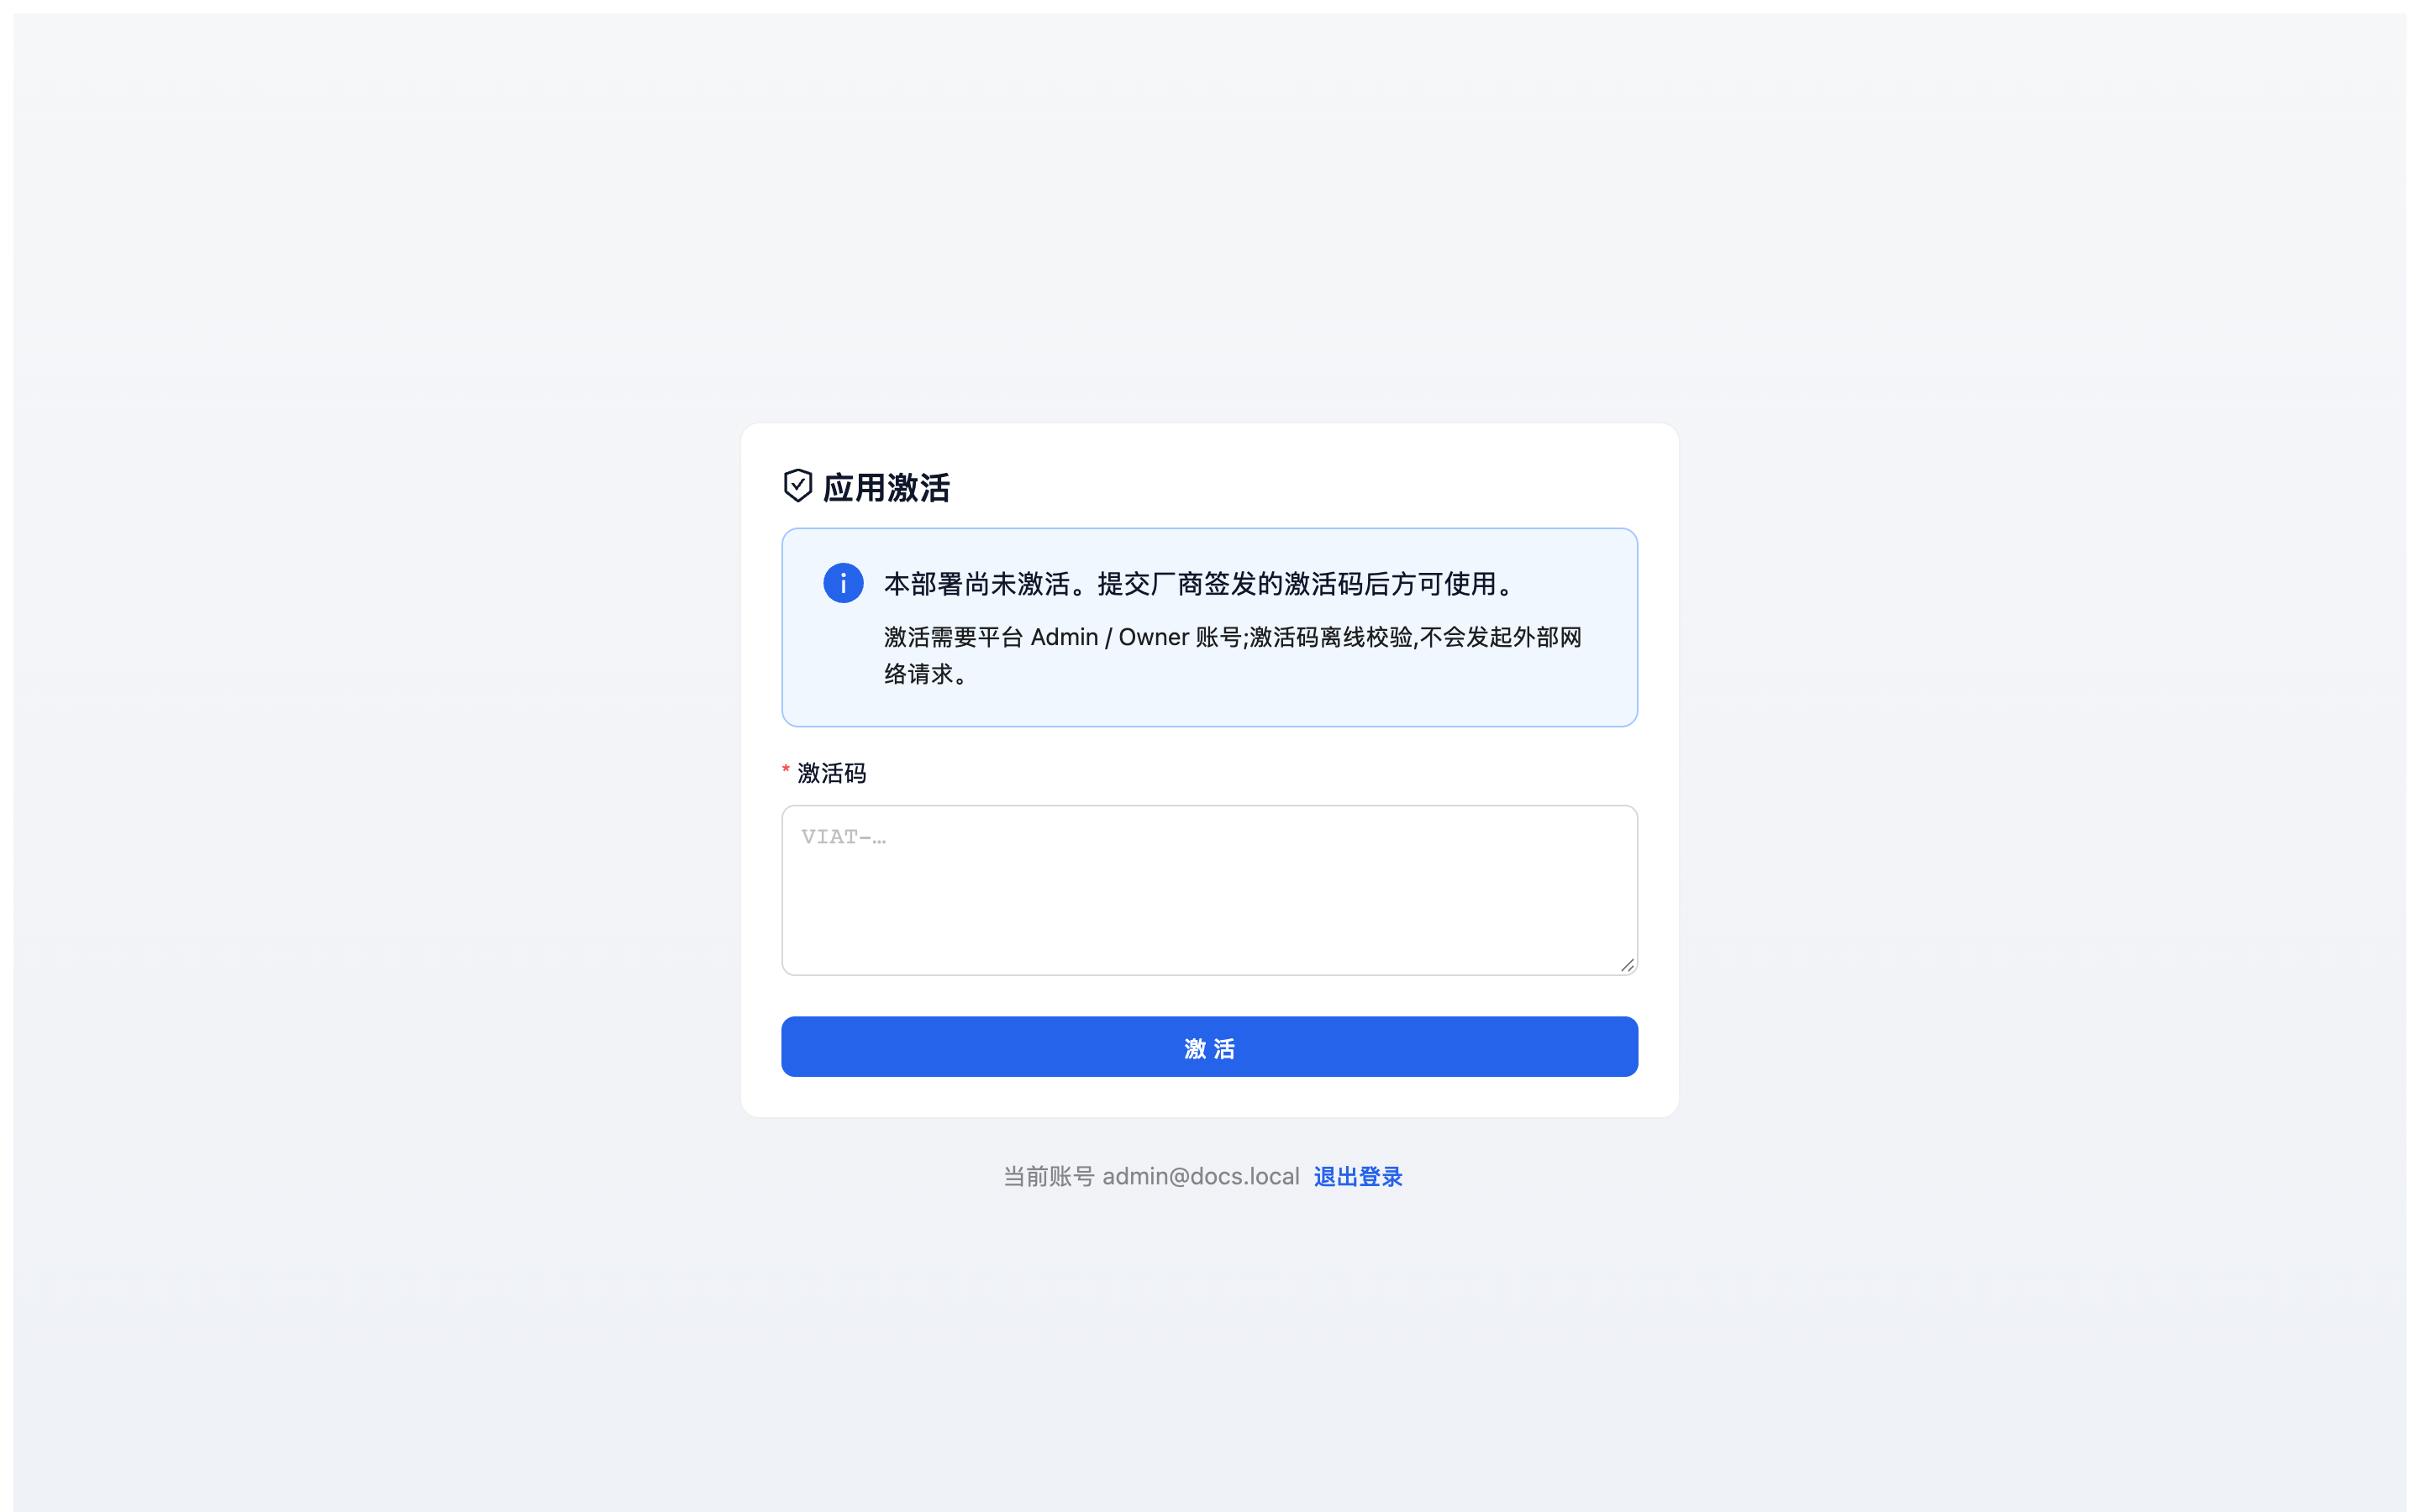 应用激活
本部署尚未激活。提交厂商签发的激活码后方可使用。
激活需要平台 Admin / Owner 账号;激活码离线校验,不会发起外部网
络请求。
* 激活码
VIAT-…
激 活
当前账号 admin@docs.local 退出登录